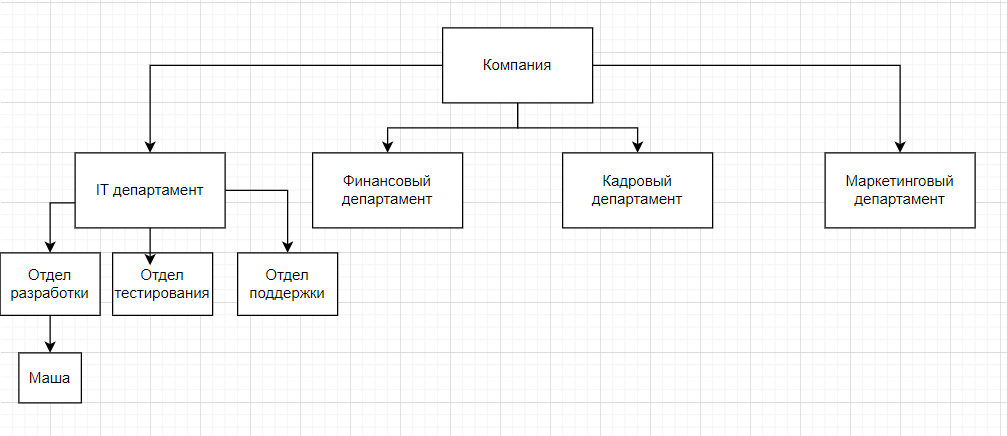 Компания
IT департамент
Финансовый
департамент
Кадровый
департамент
Маркетинговый
департамент
Отдел
разработки
Отдел
тестирования
Отдел
поддержки
Маша